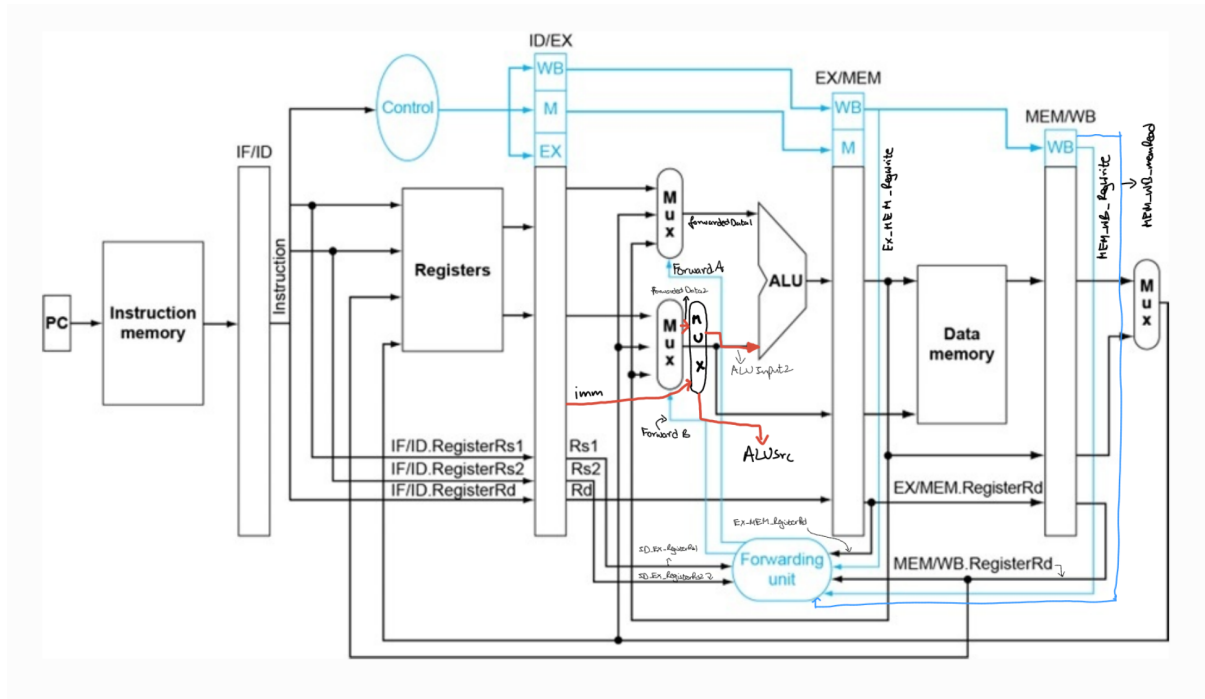 ID/EX
WB
M
EX
EX/MEM
WB
M
MEM/WB
WB
IF/ID
Control
Instruction
PC
Instruction
memory
Registers
Mux
forwardedData1
Forward A
ALU
forwardedData2
Mux
MUX
ALU Input2
imm
Forward B
ALUSrc
Ex_MEM_RegWrite
MEM_WB_RegWrite
MEM_WB_memRead
Data
memory
Mux
IF/ID.RegisterRs1
IF/ID.RegisterRs2
IF/ID.RegisterRd
Rs1
Rs2
Rd
EX/MEM.RegisterRd
Ex_MEM_RegisterRd
ID_Ex_RegisterRs1
ID_Ex_RegisterRs2
Forwarding
unit
MEM/WB.RegisterRd